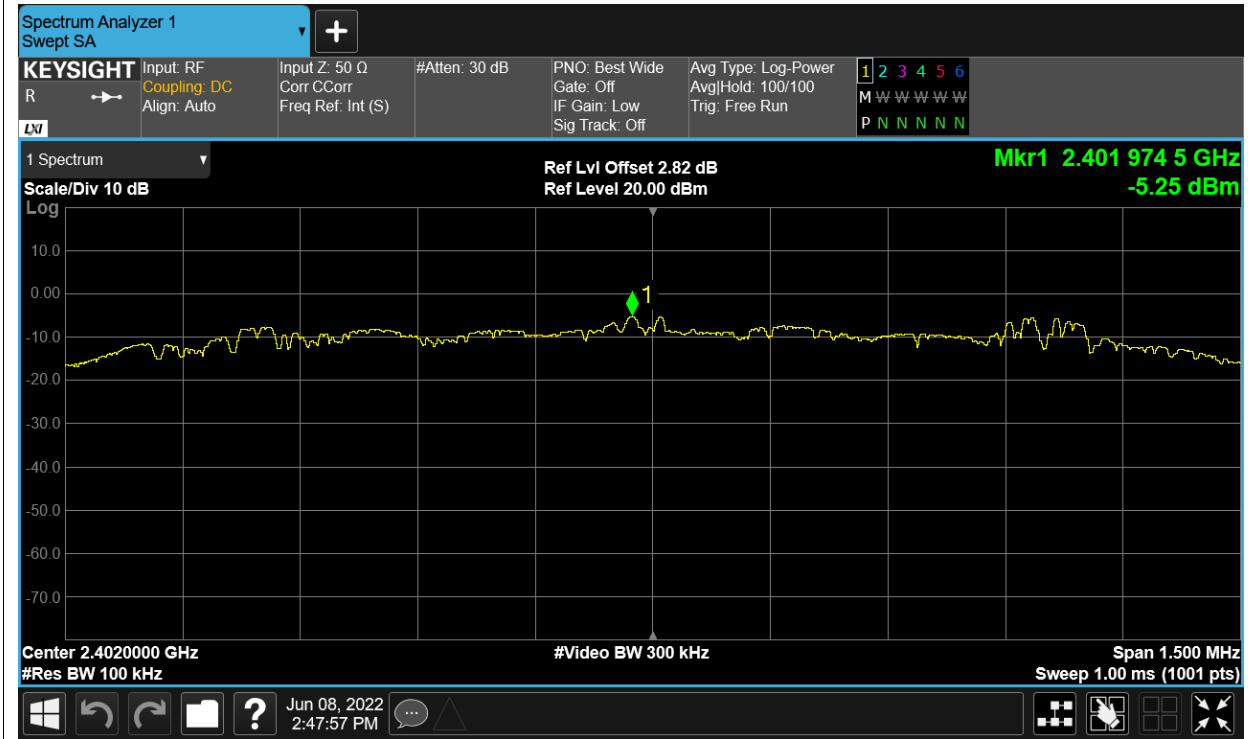 Spectrum Analyzer 1
Swept SA
KEYSIGHT
R
LXI
Input: RF
Coupling: DC
Align: Auto
Input Z: 50 Ω
Corr CCorr
Freq Ref: Int (S)
#Atten: 30 dB
PNO: Best Wide
Gate: Off
IF Gain: Low
Sig Track: Off
Avg Type: Log-Power
Avg|Hold: 100/100
Trig: Free Run
1 2 3 4 5 6
M W W W W W W
P N N N N N N
1 Spectrum
Scale/Div 10 dB
Log
Ref Lvl Offset 2.82 dB
Ref Level 20.00 dBm
Mkr1 2.401 974 5 GHz
-5.25 dBm
10.0
0.00
1
-10.0
-20.0
-30.0
-40.0
-50.0
-60.0
-70.0
Center 2.4020000 GHz
#Video BW 300 kHz
Span 1.500 MHz
#Res BW 100 kHz
Sweep 1.00 ms (1001 pts)
?
Jun 08, 2022
2:47:57 PM